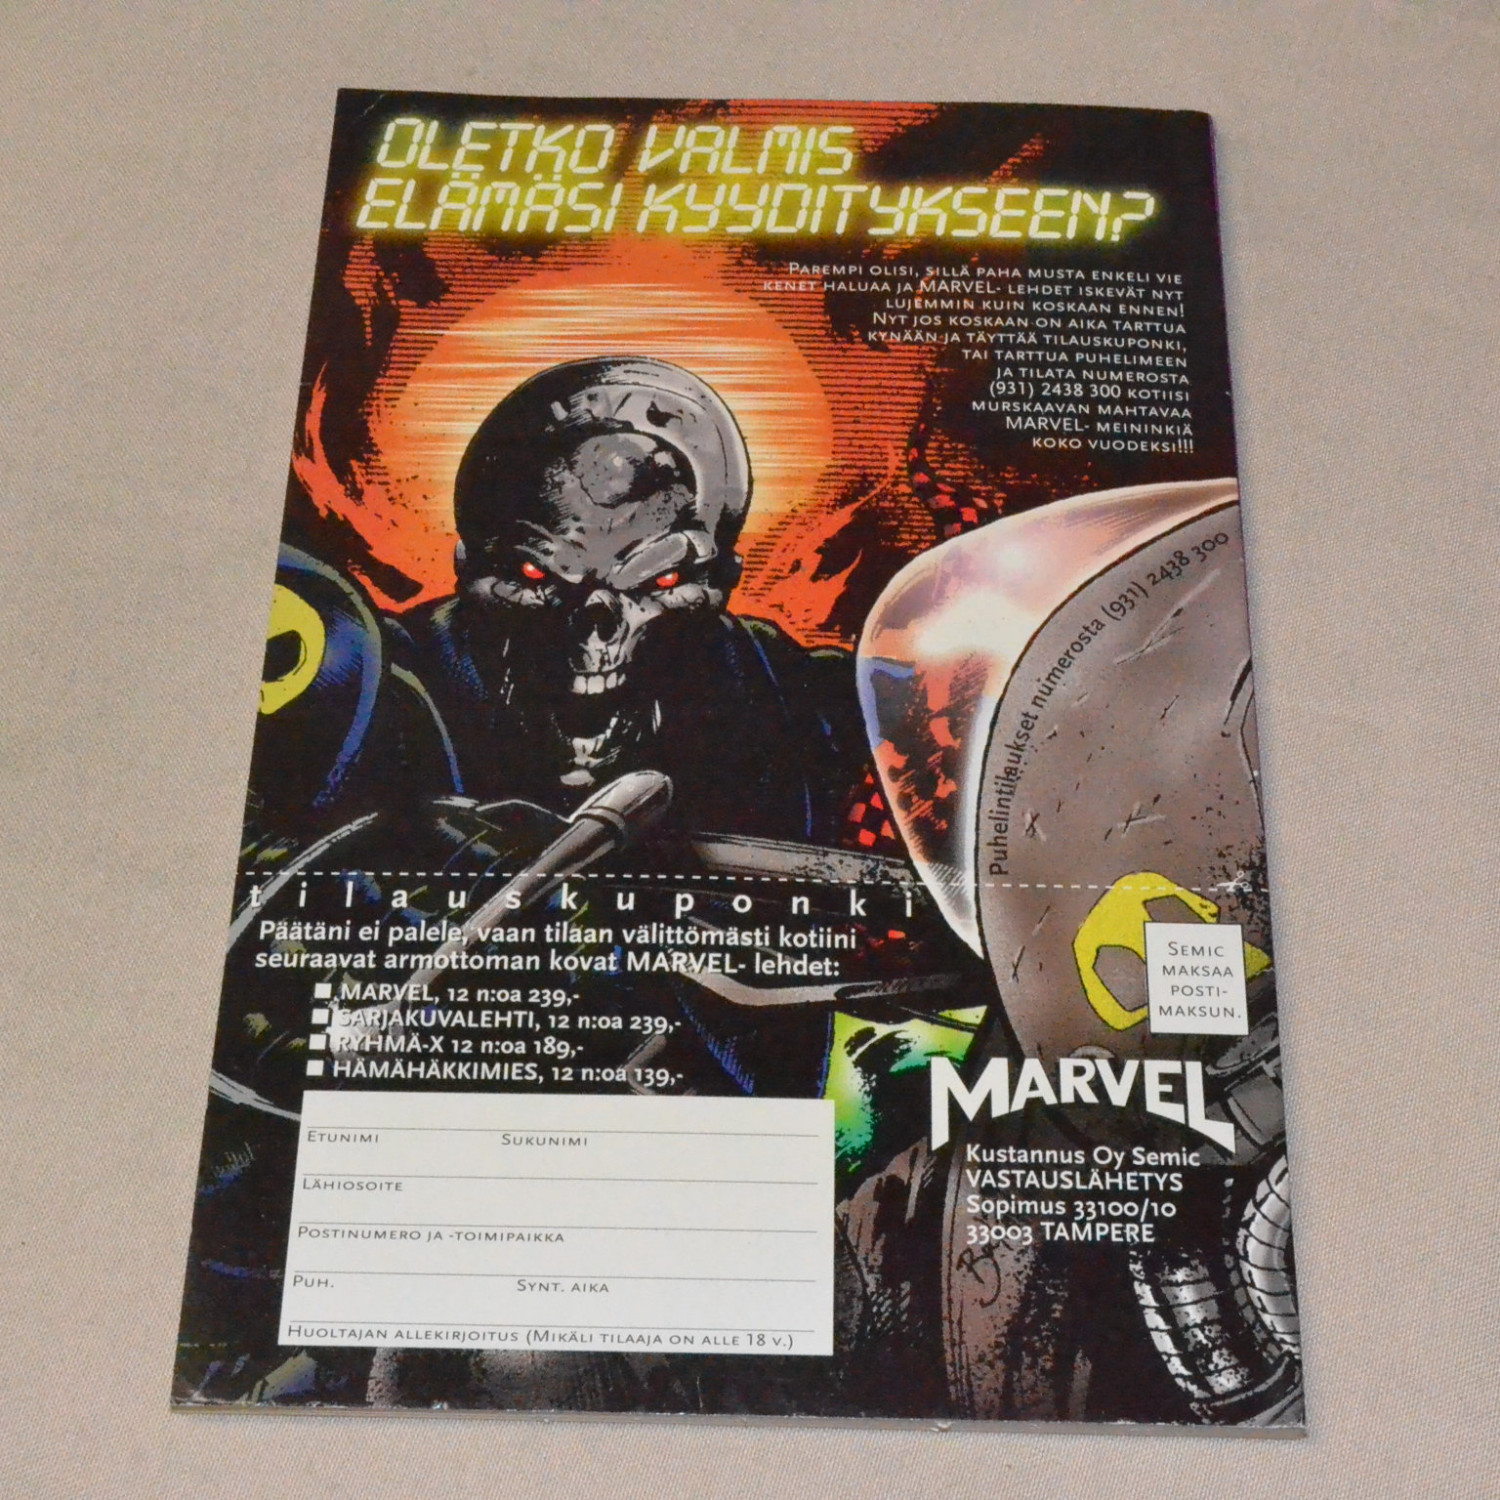 OLETKO VALMIS
ELÄMÄSI KYYDITYKSEEN?
PAREMPI OLISI, SILLÄ PAHA MUSTA ENKELI VIE
KENET HALUAA JA MARVEL- LEHDET ISKEVÄT NYT
LUJEMMIN KUIN KOSKAAN ENNEN!
NYT JOS KOSKAAN ON AIKA TARTTUA
KYNÄÄN JA TÄYTTÄÄ TILAUSKUPONKI,
TAI TARTTUA PUHELIMEEN
JA TILATA NUMEROSTA
(931) 2438 300 KOTIISI
MURSKAAVAN MAHTAVAA
MARVEL- MEININKIÄ
KOKO VUODEKSI!!!
Puhelintilaukset numerosta (931) 2438 300
tilauskuponki
Päätäni ei palele, vaan tilaan välittömästi kotiini
seuraavat armottoman kovat MARVEL- lehdet:
MARVEL, 12 n:oa 239,-
SARJAKUVALEHTI, 12 n:oa 239,-
RYHMÄ-X 12 n:oa 189,-
HÄMÄHÄKKIMIES, 12 n:oa 139,-
SEMIC
MAKSAA
POSTI-
MAKSUN.
MARVEL
Kustannus Oy Semic
VASTAUSLÄHETYS
Sopimus 33100/10
33003 TAMPERE
ETUNIMI SUKUNIMI
LÄHIOSOITE
POSTINUMERO JA -TOIMIPAIKKA
PUH. SYNT. AIKA
HUOLTAJAN ALLEKIRJOITUS (MIKÄLI TILAAJA ON ALLE 18 V.)